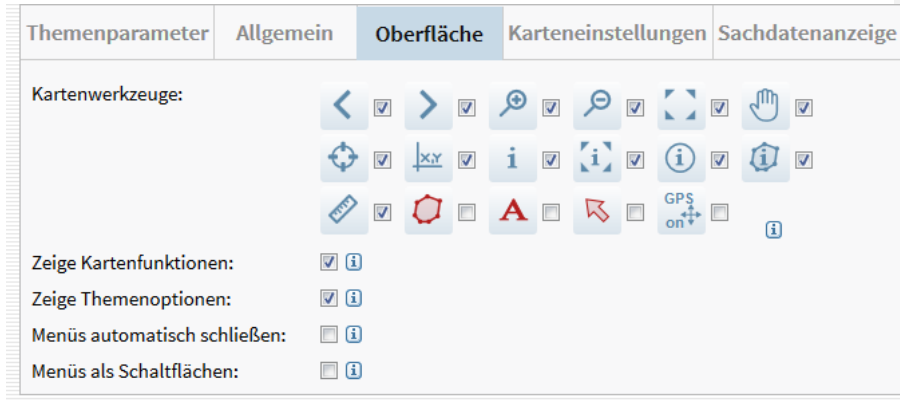 Themenparameter Allgemein Oberfläche Karteneinstellungen Sachdatenanzeige
Kartenwerkzeuge:
x,y i i i i
A GPS on i
Zeige Kartenfunktionen: i
Zeige Themenoptionen: i
Menüs automatisch schließen: i
Menüs als Schaltflächen: i